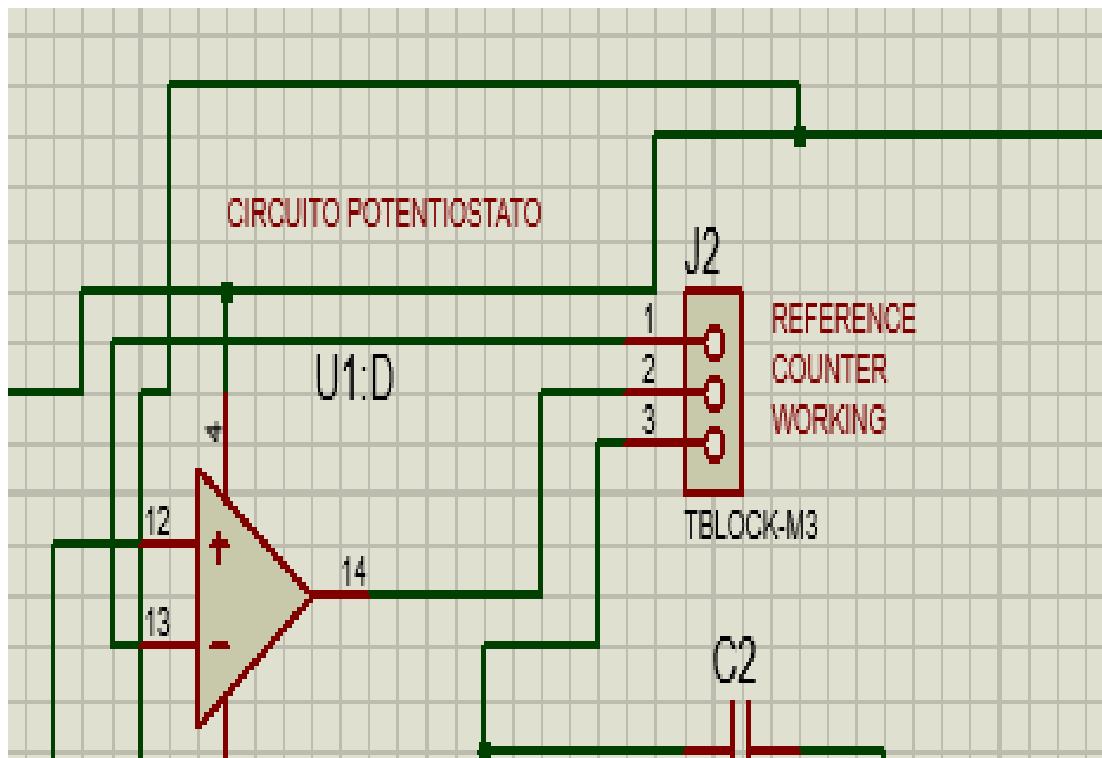 CIRCUITO POTENTIOSTATO
J2
1
REFERENCE
2
COUNTER
3
WORKING
U1:D
4
TBLOCK-M3
12
+
14
13
-
C2